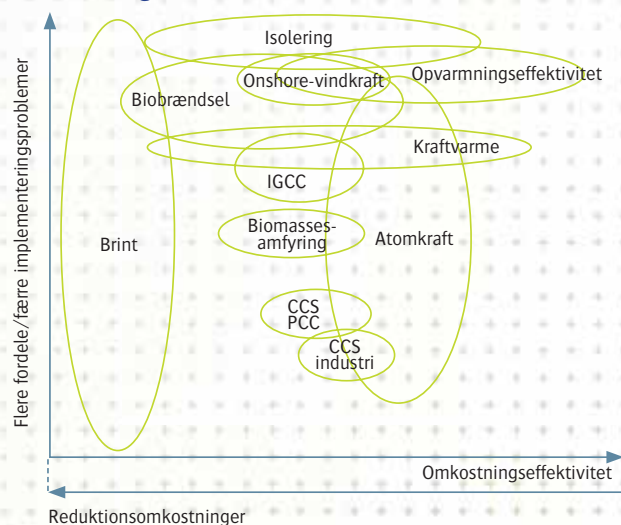 Isolering
Onshore-vindkraft
Opvarmningseffektivitet
Biobrændsel
Kraftvarme
IGCC
Biomasses-
amfyring
Atomkraft
Brint
CCS
PCC
CCS
industri
Flere fordele/færre implementeringsproblemer
Omkostningseffektivitet
Reduktionsomkostninger